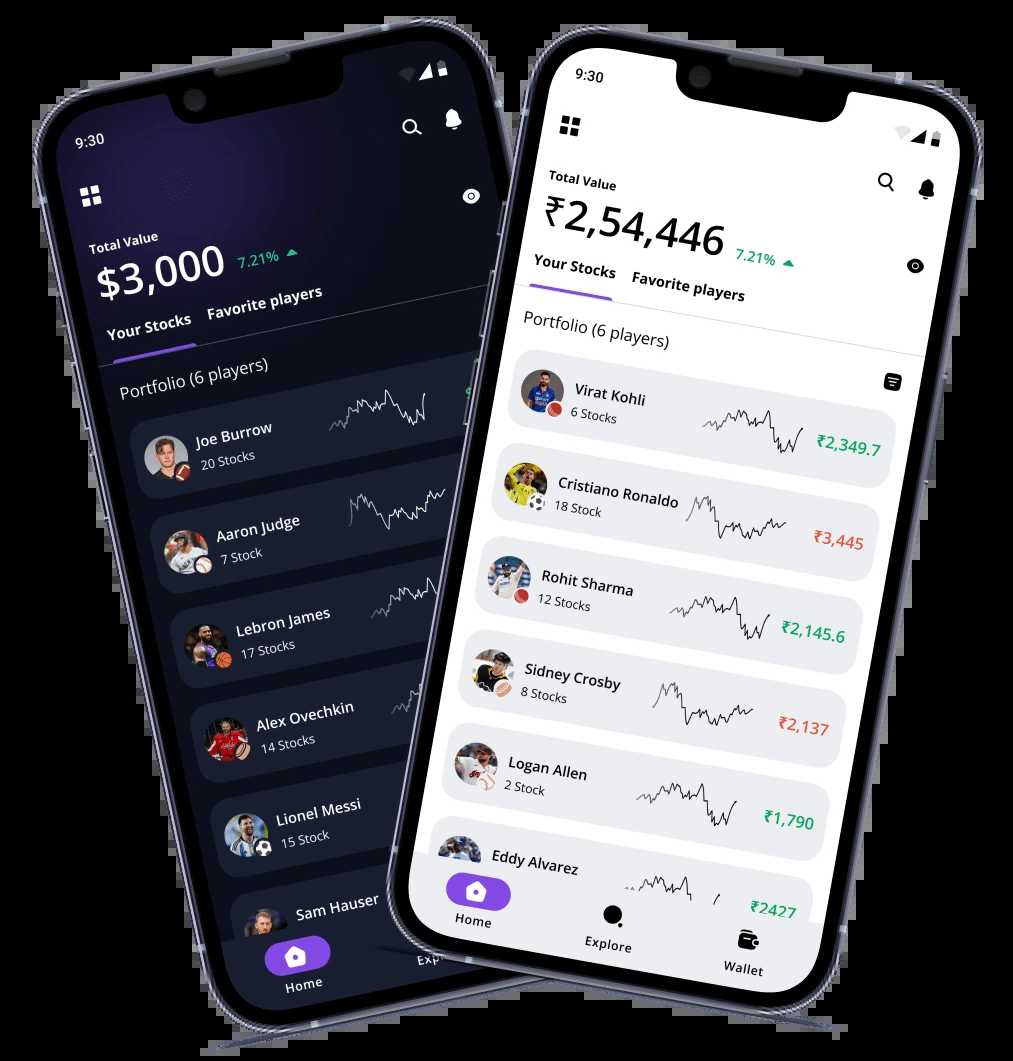 9:30
Total Value
$3,000 7.21%
Your Stocks Favorite players
Portfolio (6 players)
Joe Burrow
20 Stocks
Aaron Judge
7 Stock
Lebron James
17 Stocks
Alex Ovechkin
14 Stocks
Lionel Messi
15 Stock
Sam Hauser
Home
9:30
Total Value
₹2,54,446 7.21%
Your Stocks Favorite players
Portfolio (6 players)
Virat Kohli
6 Stocks
₹2,349.7
Cristiano Ronaldo
18 Stock
₹3,445
Rohit Sharma
12 Stocks
₹2,145.6
Sidney Crosby
8 Stocks
₹2,137
Logan Allen
2 Stock
₹1,790
Eddy Alvarez
₹2427
Home
Explore
Wallet